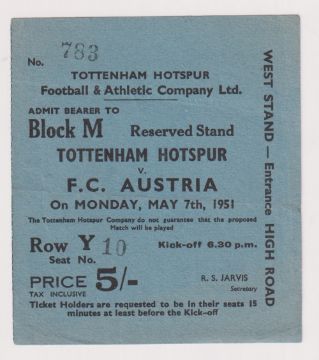 No. 783
TOTTENHAM HOTSPUR
Football & Athletic Company Ltd.
ADMIT BEARER TO
Block M Reserved Stand
TOTTENHAM HOTSPUR
v.
F.C. AUSTRIA
On MONDAY, MAY 7th, 1951
The Tottenham Hotspur Company do not guarantee that the proposed
Match will be played
Row Y Kick-off 6.30 p.m.
Seat No. 10
PRICE 5/-
TAX INCLUSIVE
R. S. JARVIS
Secretary
Ticket Holders are requested to be in their seats 15
minutes at least before the Kick-off
WEST STAND — Entrance HIGH ROAD